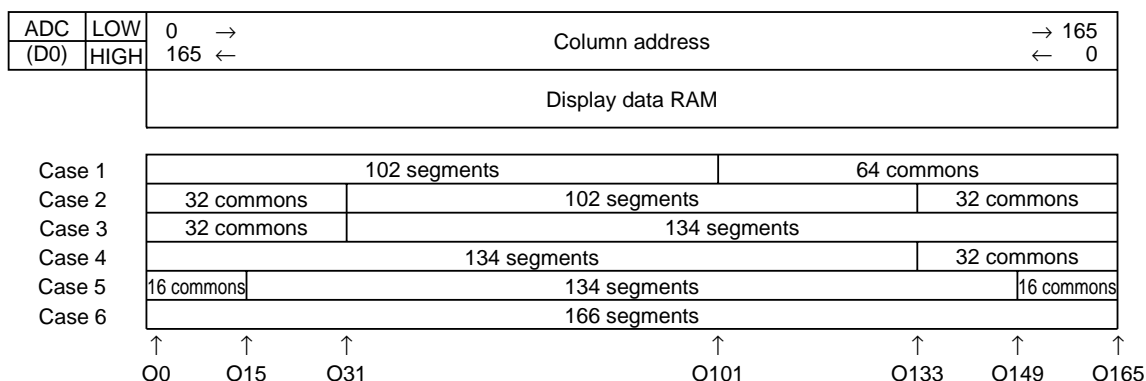 ADC LOW 0 → Column address → 165
(D0) HIGH 165 ← ← 0
Display data RAM
Case 1 102 segments 64 commons
Case 2 32 commons 102 segments 32 commons
Case 3 32 commons 134 segments
Case 4 134 segments 32 commons
Case 5 16 commons 134 segments 16 commons
Case 6 166 segments
↑ ↑ ↑ ↑ ↑ ↑ ↑
O0 O15 O31 O101 O133 O149 O165